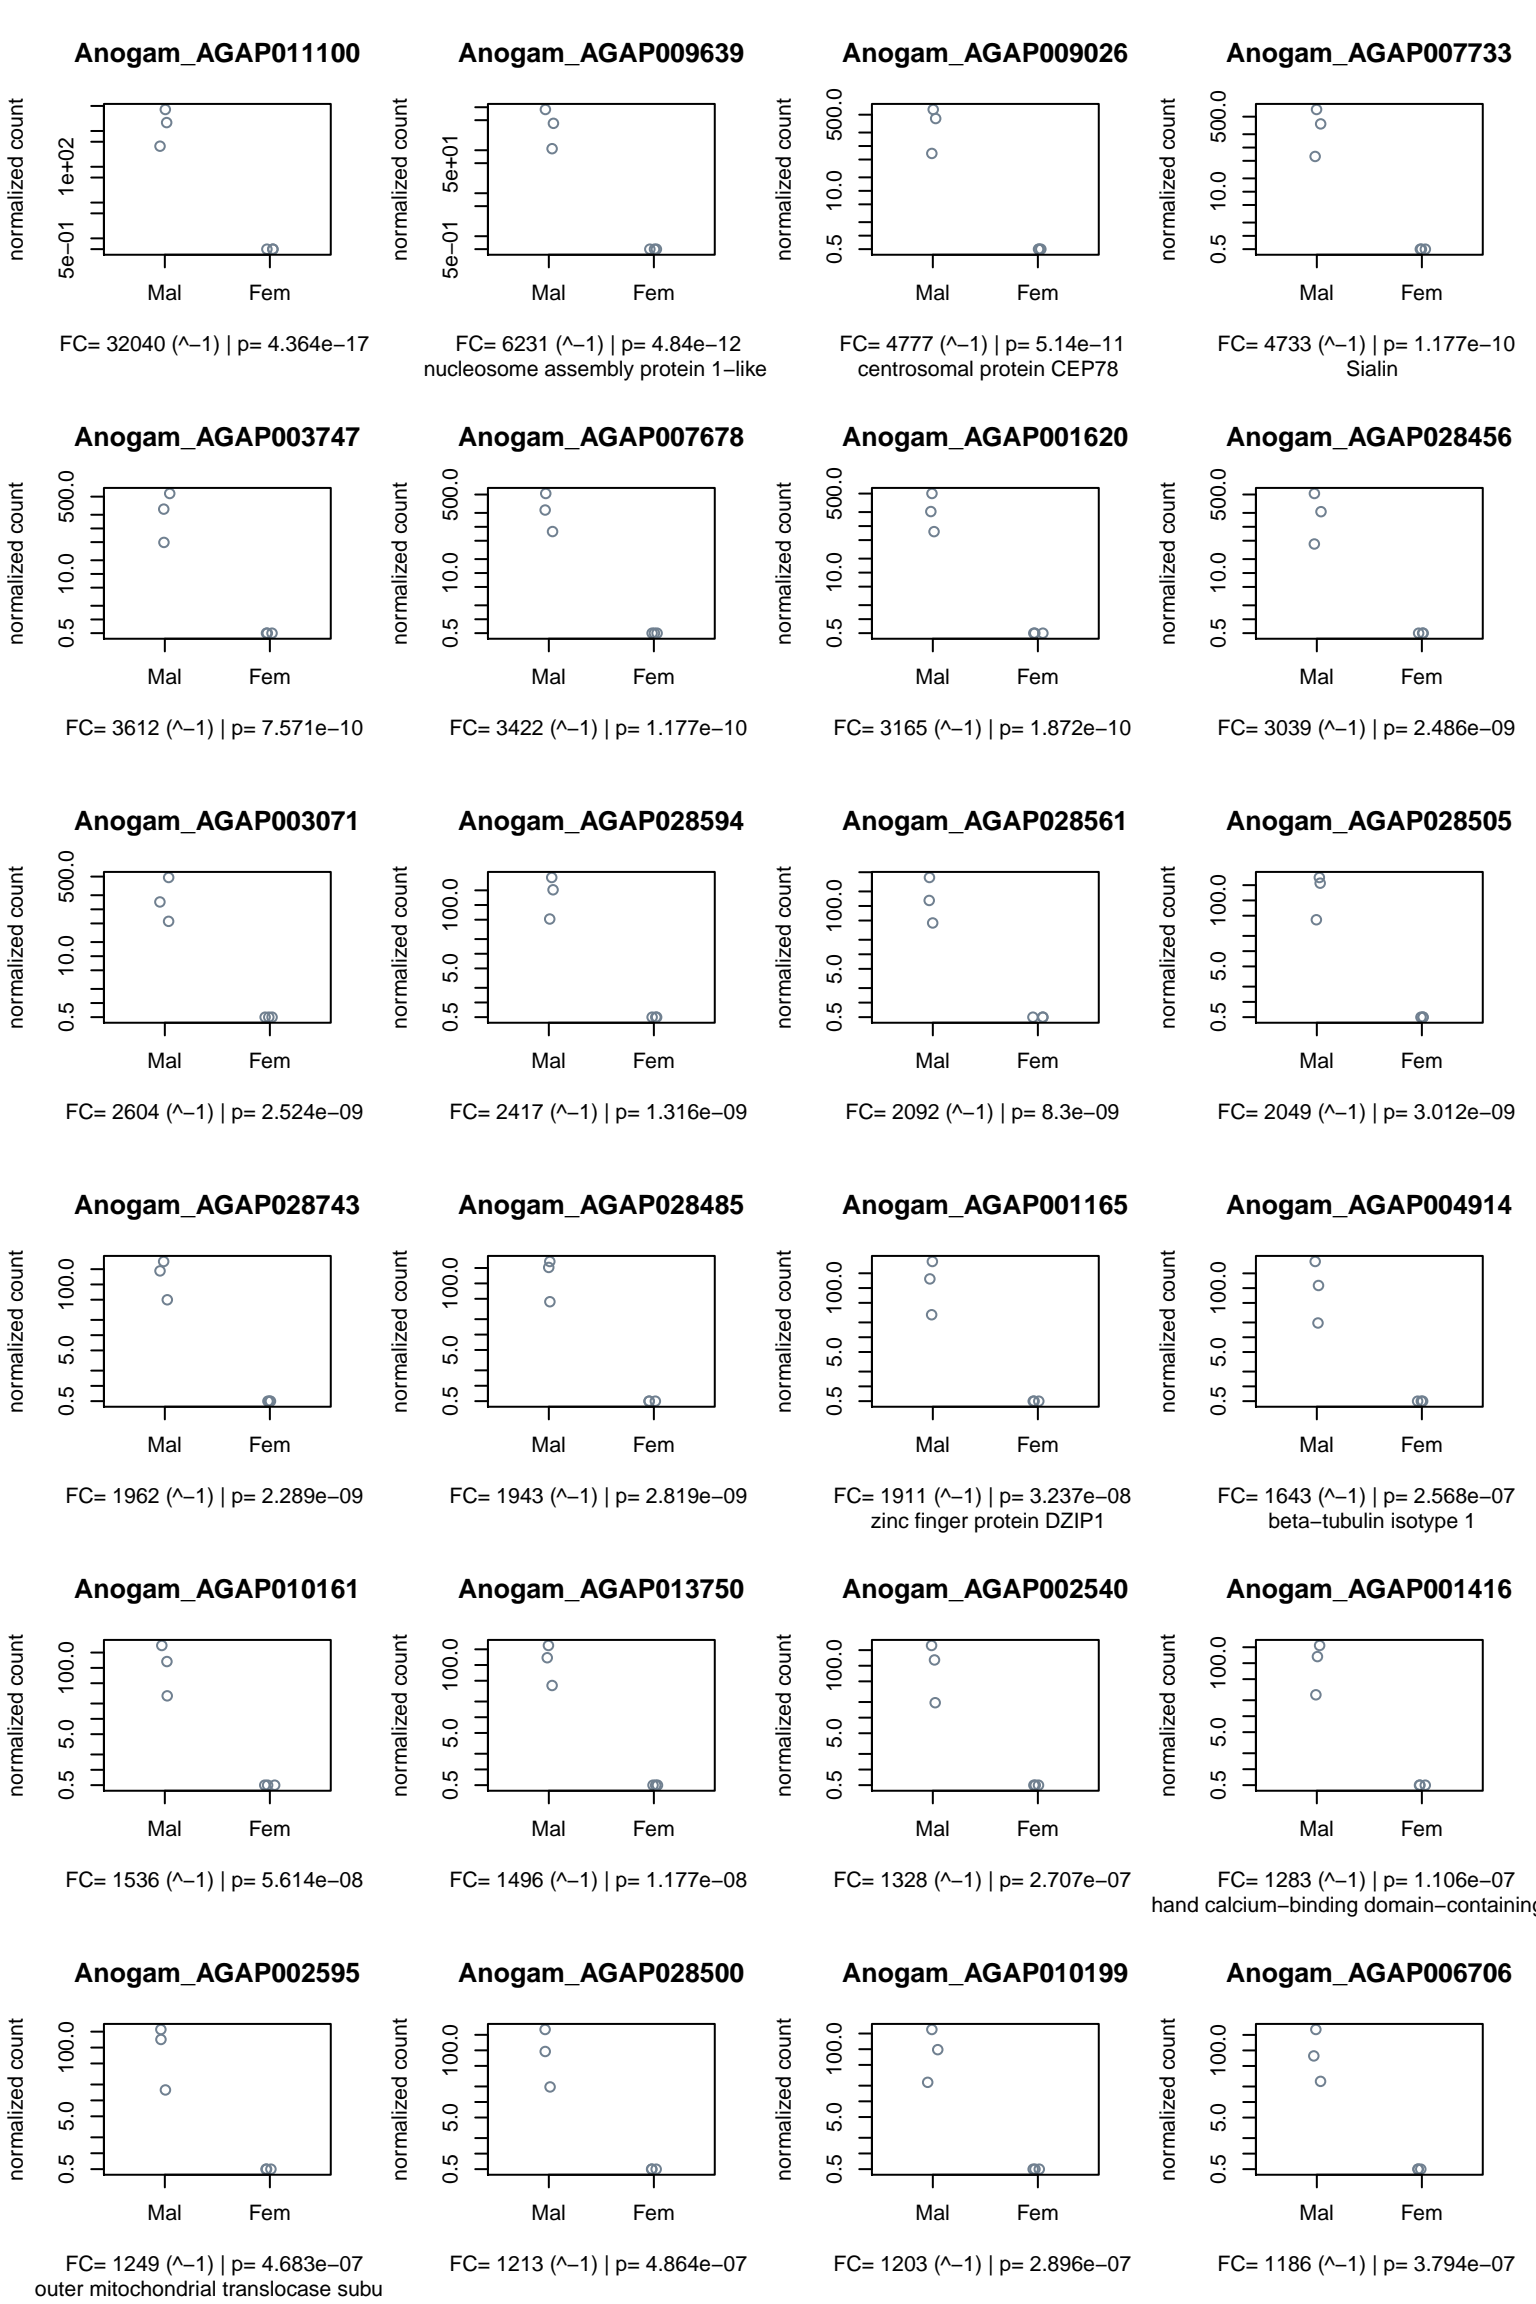 Anogam_AGAP011100
normalized count
5e−01 1e+02
Mal Fem
FC= 32040 (^−1) | p= 4.364e−17
Anogam_AGAP009639
normalized count
5e−01 5e+01
Mal Fem
FC= 6231 (^−1) | p= 4.84e−12
nucleosome assembly protein 1−like
Anogam_AGAP009026
normalized count
0.5 10.0 500.0
Mal Fem
FC= 4777 (^−1) | p= 5.14e−11
centrosomal protein CEP78
Anogam_AGAP007733
normalized count
0.5 10.0 500.0
Mal Fem
FC= 4733 (^−1) | p= 1.177e−10
Sialin
Anogam_AGAP003747
normalized count
0.5 10.0 500.0
Mal Fem
FC= 3612 (^−1) | p= 7.571e−10
Anogam_AGAP007678
normalized count
0.5 10.0 500.0
Mal Fem
FC= 3422 (^−1) | p= 1.177e−10
Anogam_AGAP001620
normalized count
0.5 10.0 500.0
Mal Fem
FC= 3165 (^−1) | p= 1.872e−10
Anogam_AGAP028456
normalized count
0.5 10.0 500.0
Mal Fem
FC= 3039 (^−1) | p= 2.486e−09
Anogam_AGAP003071
normalized count
0.5 10.0 500.0
Mal Fem
FC= 2604 (^−1) | p= 2.524e−09
Anogam_AGAP028594
normalized count
0.5 5.0 100.0
Mal Fem
FC= 2417 (^−1) | p= 1.316e−09
Anogam_AGAP028561
normalized count
0.5 5.0 100.0
Mal Fem
FC= 2092 (^−1) | p= 8.3e−09
Anogam_AGAP028505
normalized count
0.5 5.0 100.0
Mal Fem
FC= 2049 (^−1) | p= 3.012e−09
Anogam_AGAP028743
normalized count
0.5 5.0 100.0
Mal Fem
FC= 1962 (^−1) | p= 2.289e−09
Anogam_AGAP028485
normalized count
0.5 5.0 100.0
Mal Fem
FC= 1943 (^−1) | p= 2.819e−09
Anogam_AGAP001165
normalized count
0.5 5.0 100.0
Mal Fem
FC= 1911 (^−1) | p= 3.237e−08
zinc finger protein DZIP1
Anogam_AGAP004914
normalized count
0.5 5.0 100.0
Mal Fem
FC= 1643 (^−1) | p= 2.568e−07
beta−tubulin isotype 1
Anogam_AGAP010161
normalized count
0.5 5.0 100.0
Mal Fem
FC= 1536 (^−1) | p= 5.614e−08
Anogam_AGAP013750
normalized count
0.5 5.0 100.0
Mal Fem
FC= 1496 (^−1) | p= 1.177e−08
Anogam_AGAP002540
normalized count
0.5 5.0 100.0
Mal Fem
FC= 1328 (^−1) | p= 2.707e−07
Anogam_AGAP001416
normalized count
0.5 5.0 100.0
Mal Fem
FC= 1283 (^−1) | p= 1.106e−07
hand calcium−binding domain−containing
Anogam_AGAP002595
normalized count
0.5 5.0 100.0
Mal Fem
FC= 1249 (^−1) | p= 4.683e−07
outer mitochondrial translocase subu
Anogam_AGAP028500
normalized count
0.5 5.0 100.0
Mal Fem
FC= 1213 (^−1) | p= 4.864e−07
Anogam_AGAP010199
normalized count
0.5 5.0 100.0
Mal Fem
FC= 1203 (^−1) | p= 2.896e−07
Anogam_AGAP006706
normalized count
0.5 5.0 100.0
Mal Fem
FC= 1186 (^−1) | p= 3.794e−07